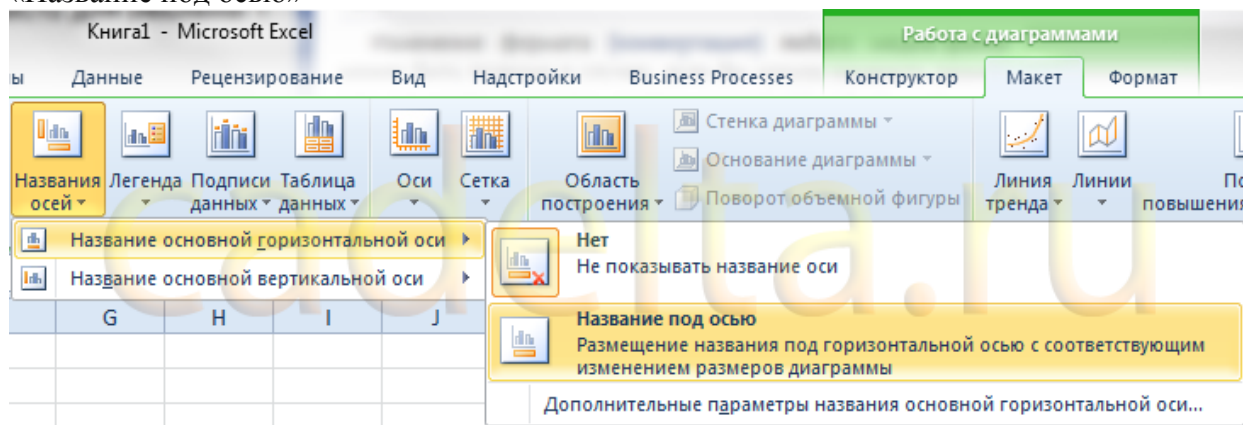 «Название под осью»
Книга1 - Microsoft Excel
Работа с диаграммами
ы Данные Рецензирование Вид Надстройки Business Processes Конструктор Макет Формат
Названия осей
Легенда
Подписи данных
Таблица данных
Оси
Сетка
Область построения
Стенка диаграммы
Основание диаграммы
Поворот объемной фигуры
Линия тренда
Линии
По
повышения
Название основной горизонтальной оси
Название основной вертикальной оси
G H I J
Нет
Не показывать название оси
Название под осью
Размещение названия под горизонтальной осью с соответствующим
изменением размеров диаграммы
Дополнительные параметры названия основной горизонтальной оси...
cadelta.ru